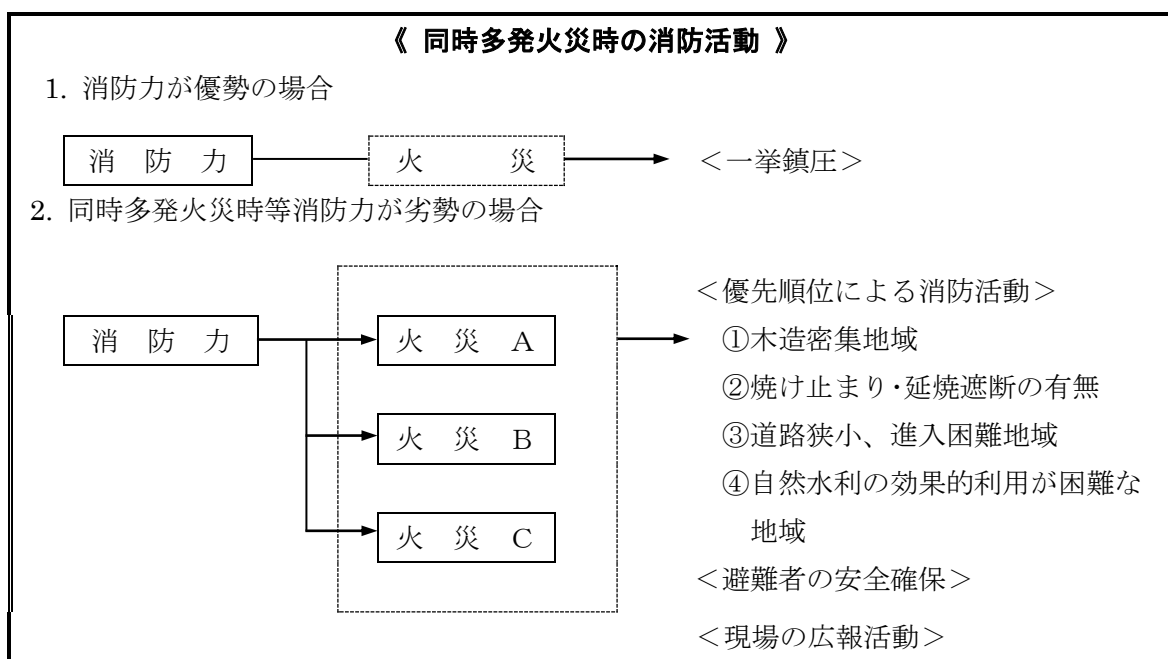 《 同時多発火災時の消防活動 》
1. 消防力が優勢の場合
消 防 力
火 災
＜一挙鎮圧＞
2. 同時多発火災時等消防力が劣勢の場合
消 防 力
火 災 A
火 災 B
火 災 C
＜優先順位による消防活動＞
①木造密集地域
②焼け止まり・延焼遮断の有無
③道路狭小、進入困難地域
④自然水利の効果的利用が困難な
地域
＜避難者の安全確保＞
＜現場の広報活動＞